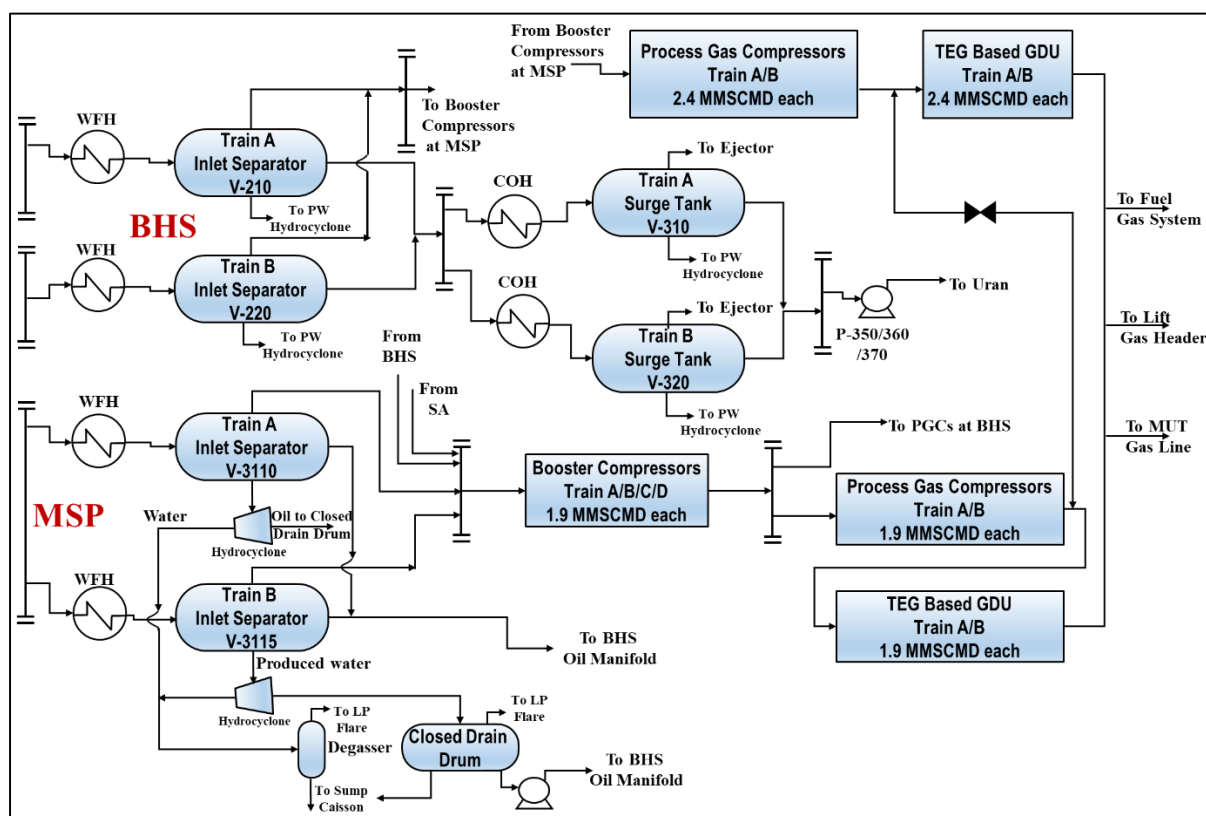 WFH
Train A
Inlet Separator
V-210
To PW
Hydrocyclone
BHS
WFH
Train B
Inlet Separator
V-220
To PW
Hydrocyclone
To Booster
Compressors
at MSP
From Booster
Compressors
at MSP
Process Gas Compressors
Train A/B
2.4 MMSCMD each
TEG Based GDU
Train A/B
2.4 MMSCMD each
COH
Train A
Surge Tank
V-310
To Ejector
To PW
Hydrocyclone
COH
Train B
Surge Tank
V-320
To Ejector
To PW
Hydrocyclone
To Uran
P-350/360
/370
To Fuel
Gas System
To Lift
Gas Header
To MUT
Gas Line
From
BHS
From
SA
MSP
WFH
Train A
Inlet Separator
V-3110
Water
Oil to Closed
Drain Drum
Hydrocyclone
WFH
Train B
Inlet Separator
V-3115
Produced water
Hydrocyclone
To BHS
Oil Manifold
Booster Compressors
Train A/B/C/D
1.9 MMSCMD each
To PGCs at BHS
Process Gas Compressors
Train A/B
1.9 MMSCMD each
TEG Based GDU
Train A/B
1.9 MMSCMD each
To LP
Flare
Degasser
To Sump
Caisson
Closed Drain
Drum
To LP
Flare
To BHS
Oil Manifold